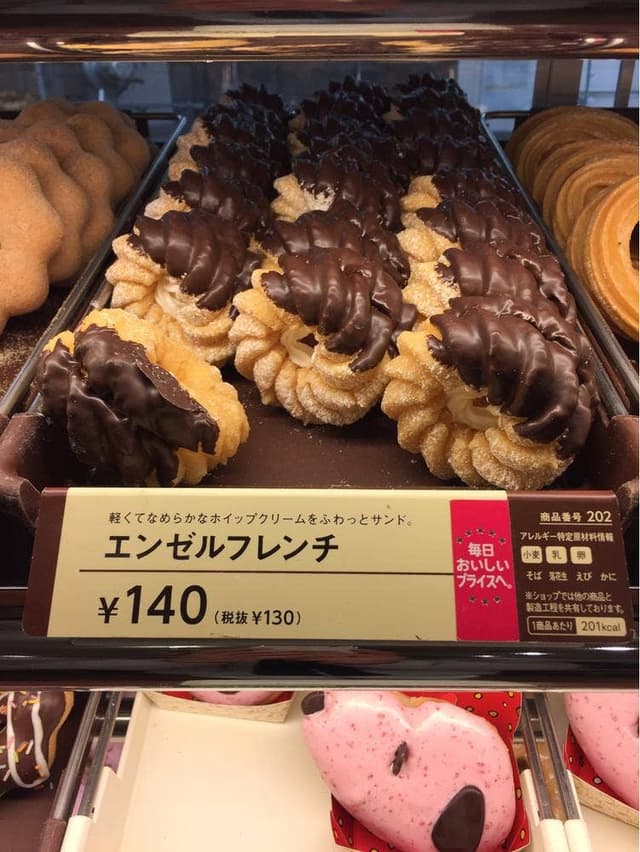 軽くてなめらかなホイップクリームをふわっとサンド。
エンゼルフレンチ
¥140(税抜¥130)
毎日
おいしい
プライスへ。
商品番号 202
アレルギー特定原材料情報
小麦 乳 卵
そば 落花生 えび かに
※ショップでは他の商品と
製造工程を共有しております。
1商品あたり 201kcal